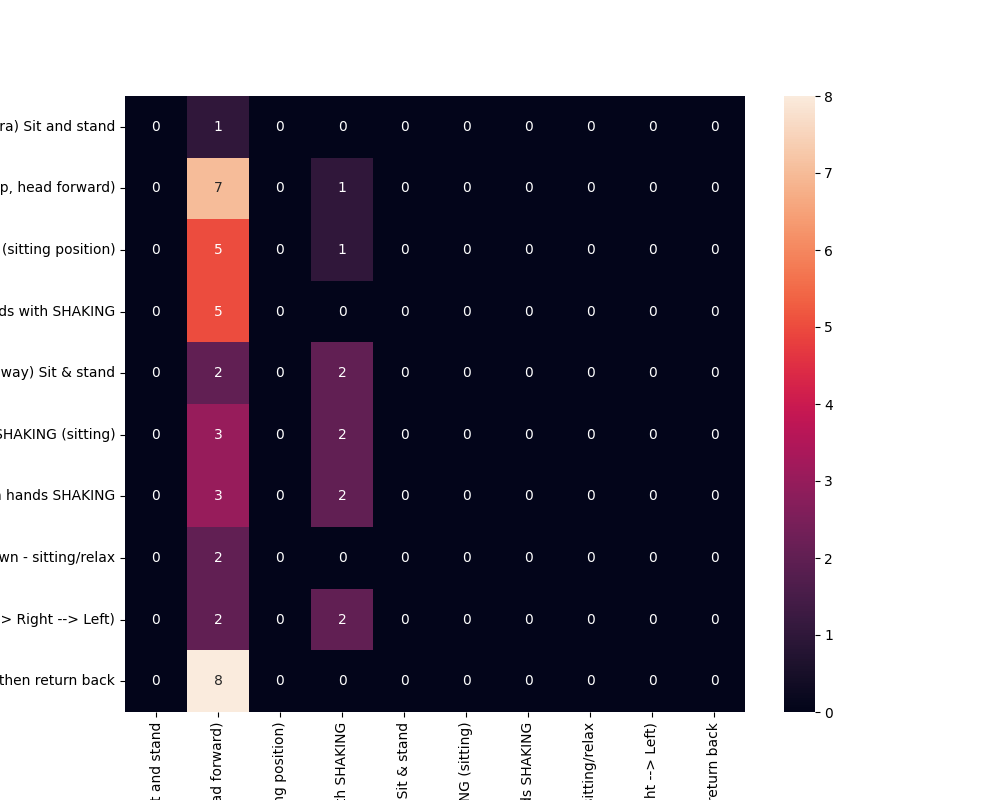 ra) Sit and stand 0 1 0 0 0 0 0 0 0 0
p, head forward) 0 7 0 1 0 0 0 0 0 0
(sitting position) 0 5 0 1 0 0 0 0 0 0
ds with SHAKING 0 5 0 0 0 0 0 0 0 0
way) Sit & stand 0 2 0 2 0 0 0 0 0 0
SHAKING (sitting) 0 3 0 2 0 0 0 0 0 0
hands SHAKING 0 3 0 2 0 0 0 0 0 0
wn - sitting/relax 0 2 0 0 0 0 0 0 0 0
> Right --> Left) 0 2 0 2 0 0 0 0 0 0
then return back 0 8 0 0 0 0 0 0 0 0
t and stand
ad forward)
ng position)
th SHAKING
Sit & stand
NG (sitting)
ds SHAKING
sitting/relax
ht --> Left)
return back
8
7
6
5
4
3
2
1
0